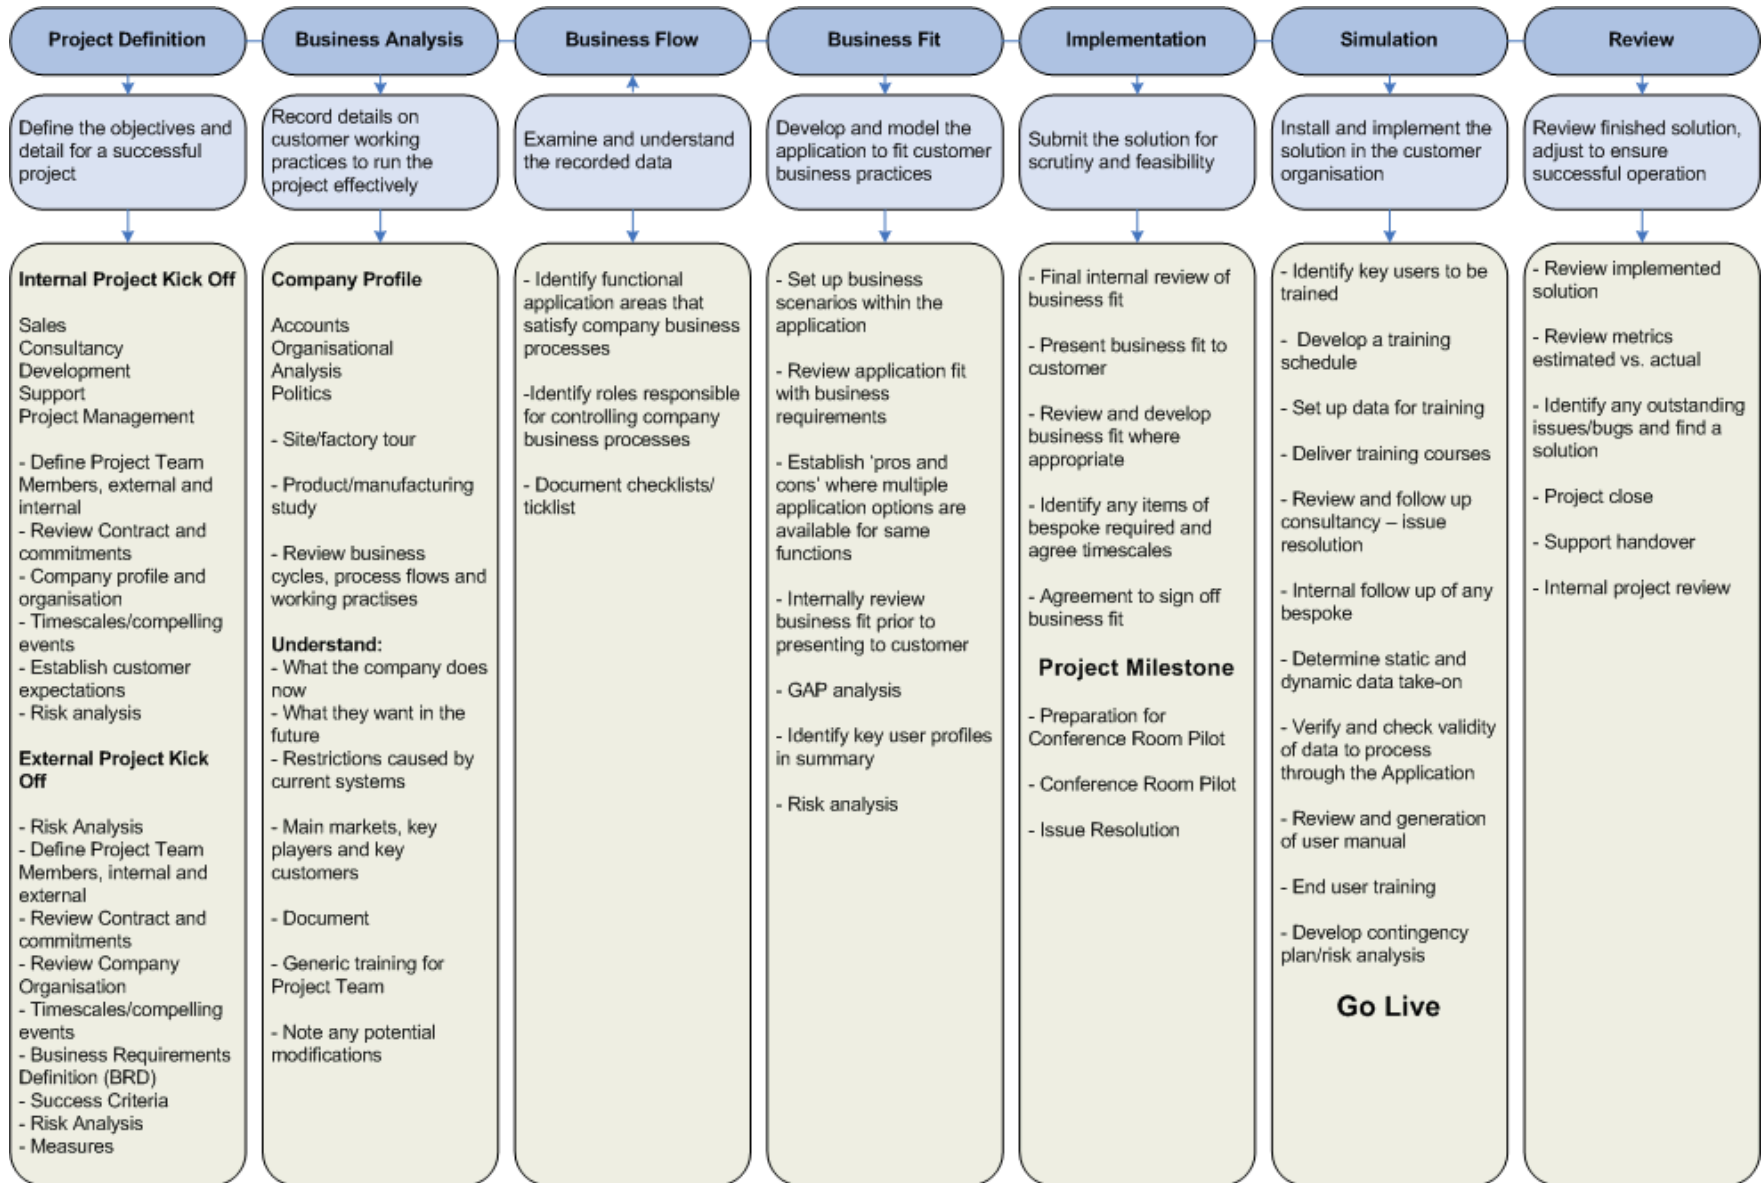 Project Definition
Business Analysis
Business Flow
Business Fit
Implementation
Simulation
Review
Define the objectives and
detail for a successful
project
Record details on
customer working
practices to run the
project effectively
Examine and understand
the recorded data
Develop and model the
application to fit customer
business practices
Submit the solution for
scrutiny and feasibility
Install and implement the
solution in the customer
organisation
Review finished solution,
adjust to ensure
successful operation
Internal Project Kick Off
Sales
Consultancy
Development
Support
Project Management
- Define Project Team
Members, external and
internal
- Review Contract and
commitments
- Company profile and
organisation
- Timescales/compelling
events
- Establish customer
expectations
- Risk analysis
External Project Kick
Off
- Risk Analysis
- Define Project Team
Members, internal and
external
- Review Contract and
commitments
- Review Company
Organisation
- Timescales/compelling
events
- Business Requirements
Definition (BRD)
- Success Criteria
- Risk Analysis
- Measures
Company Profile
Accounts
Organisational
Analysis
Politics
- Site/factory tour
- Product/manufacturing
study
- Review business
cycles, process flows and
working practises
Understand:
- What the company does
now
- What they want in the
future
- Restrictions caused by
current systems
- Main markets, key
players and key
customers
- Document
- Generic training for
Project Team
- Note any potential
modifications
- Identify functional
application areas that
satisfy company business
processes
-Identify roles responsible
for controlling company
business processes
- Document checklists/
ticklist
- Set up business
scenarios within the
application
- Review application fit
with business
requirements
- Establish 'pros and
cons' where multiple
application options are
available for same
functions
- Internally review
business fit prior to
presenting to customer
- GAP analysis
- Identify key user profiles
in summary
- Risk analysis
- Final internal review of
business fit
- Present business fit to
customer
- Review and develop
business fit where
appropriate
- Identify any items of
bespoke required and
agree timescales
- Agreement to sign off
business fit
Project Milestone
- Preparation for
Conference Room Pilot
- Conference Room Pilot
- Issue Resolution
- Identify key users to be
trained
- Develop a training
schedule
- Set up data for training
- Deliver training courses
- Review and follow up
consultancy – issue
resolution
- Internal follow up of any
bespoke
- Determine static and
dynamic data take-on
- Verify and check validity
of data to process
through the Application
- Review and generation
of user manual
- End user training
- Develop contingency
plan/risk analysis
Go Live
- Review implemented
solution
- Review metrics
estimated vs. actual
- Identify any outstanding
issues/bugs and find a
solution
- Project close
- Support handover
- Internal project review